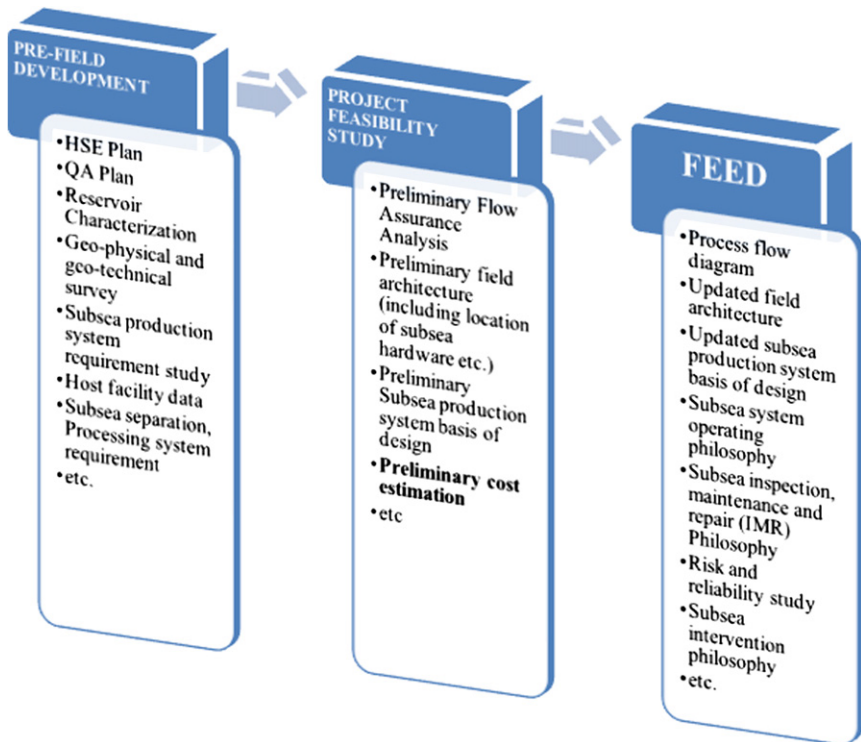 PRE-FIELD
DEVELOPMENT
•HSE Plan
•QA Plan
•Reservoir
Characterization
•Geo-physical and
geo-technical
survey
•Subsea production
system
requirement study
•Host facility data
•Subsea separation,
Processing system
requirement
•etc.
PROJECT
FEASIBILITY
STUDY
•Preliminary Flow
Assurance
Analysis
•Preliminary field
architecture
(including location
of subsea
hardware etc.)
•Preliminary
Subsea production
system basis of
design
•Preliminary cost
estimation
•etc
FEED
•Process flow
diagram
•Updated field
architecture
•Updated subsea
production system
basis of design
•Subsea system
operating
philosophy
•Subsea inspection,
maintenance and
repair (IMR)
Philosophy
•Risk and
reliability study
•Subsea
intervention
philosophy
•etc.